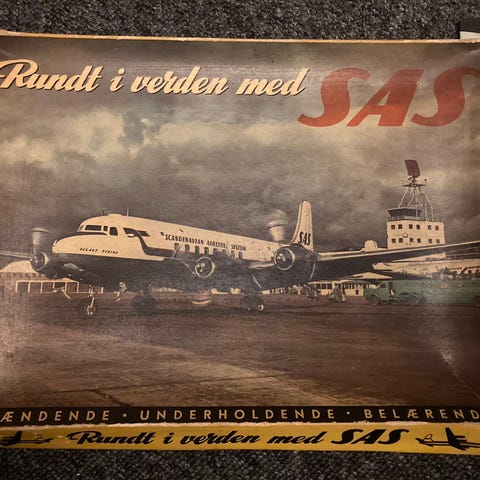 Rundt i verden med SAS
SCANDINAVIAN AIRLINES SYSTEM
SAS
ÆNDENDE · UNDERHOLDENDE · BELÆREND
Rundt i verden med SAS